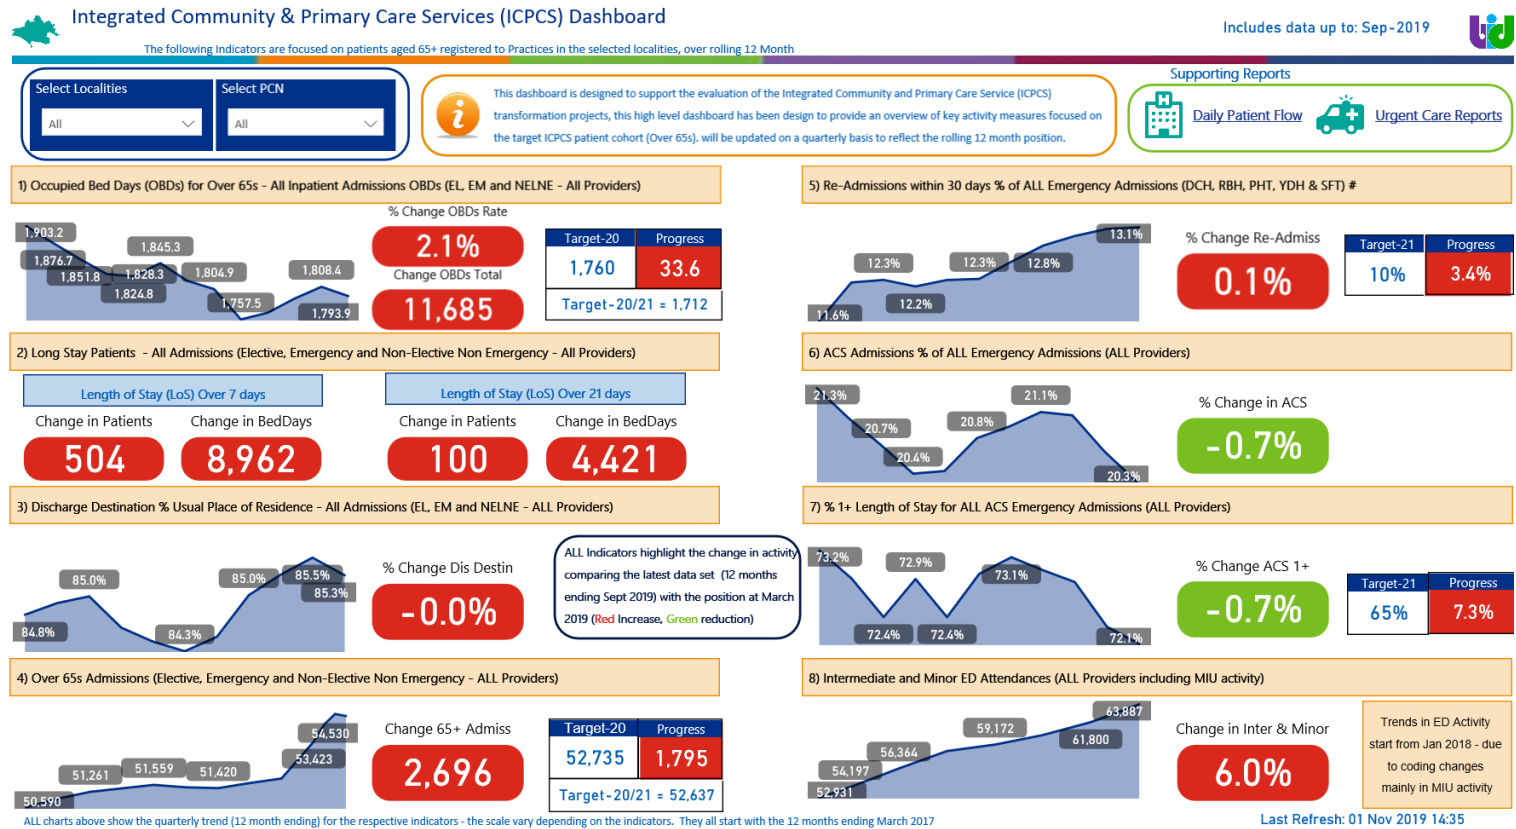 Integrated Community & Primary Care Services (ICPCS) Dashboard
Includes data up to: Sep-2019
The following Indicators are focused on patients aged 65+ registered to Practices in the selected localities, over rolling 12 Month
Select Localities
All
Select PCN
All
This dashboard is designed to support the evaluation of the Integrated Community and Primary Care Service (ICPCS)
transformation projects, this high level dashboard has been design to provide an overview of key activity measures focused on
the target ICPCS patient cohort (Over 65s). will be updated on a quarterly basis to reflect the rolling 12 month position.
Supporting Reports
Daily Patient Flow
Urgent Care Reports
1) Occupied Bed Days (OBDs) for Over 65s - All Inpatient Admissions OBDs (EL, EM and NELNE - All Providers)
1,903.2
1,876.7
1,851.8
1,824.8
1,828.3
1,845.3
1,804.9
1,757.5
1,808.4
1,793.9
% Change OBDs Rate
2.1%
Change OBDs Total
11,685
Target-20
Progress
1,760
33.6
Target-20/21 = 1,712
2) Long Stay Patients - All Admissions (Elective, Emergency and Non-Elective Non Emergency - All Providers)
Length of Stay (LoS) Over 7 days
Change in Patients
Change in BedDays
504
8,962
Length of Stay (LoS) Over 21 days
Change in Patients
Change in BedDays
100
4,421
3) Discharge Destination % Usual Place of Residence - All Admissions (EL, EM and NELNE - ALL Providers)
84.8%
85.0%
84.3%
85.0%
85.5%
85.3%
% Change Dis Destin
-0.0%
ALL Indicators highlight the change in activity
comparing the latest data set (12 months
ending Sept 2019) with the position at March
2019 (Red Increase, Green reduction)
4) Over 65s Admissions (Elective, Emergency and Non-Elective Non Emergency - ALL Providers)
50,590
51,261
51,559
51,420
53,423
54,530
Change 65+ Admiss
2,696
Target-20
Progress
52,735
1,795
Target-20/21 = 52,637
5) Re-Admissions within 30 days % of ALL Emergency Admissions (DCH, RBH, PHT, YDH & SFT) #
11.6%
12.3%
12.2%
12.3%
12.8%
13.1%
% Change Re-Admiss
0.1%
Target-21
Progress
10%
3.4%
6) ACS Admissions % of ALL Emergency Admissions (ALL Providers)
21.3%
20.7%
20.4%
20.8%
21.1%
20.3%
% Change in ACS
-0.7%
7) % 1+ Length of Stay for ALL ACS Emergency Admissions (ALL Providers)
73.2%
72.4%
72.9%
72.4%
73.1%
72.1%
% Change ACS 1+
-0.7%
Target-21
Progress
65%
7.3%
8) Intermediate and Minor ED Attendances (ALL Providers including MIU activity)
52,931
54,197
56,364
59,172
61,800
63,887
Change in Inter & Minor
6.0%
Trends in ED Activity
start from Jan 2018 - due
to coding changes
mainly in MIU activity
ALL charts above show the quarterly trend (12 month ending) for the respective indicators - the scale vary depending on the indicators. They all start with the 12 months ending March 2017
Last Refresh: 01 Nov 2019 14:35